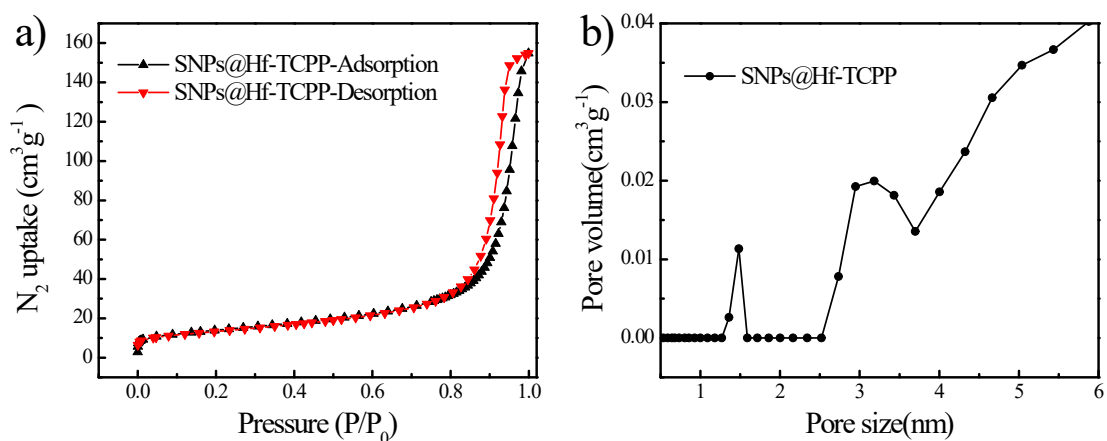 a)
SNPs@Hf-TCPP-Adsorption
SNPs@Hf-TCPP-Desorption
N₂ uptake (cm³g⁻¹)
160
140
120
100
80
60
40
20
0
0.0 0.2 0.4 0.6 0.8 1.0
Pressure (P/P₀)
b)
SNPs@Hf-TCPP
Pore volume(cm³g⁻¹)
0.04
0.03
0.02
0.01
0.00
1 2 3 4 5 6
Pore size(nm)